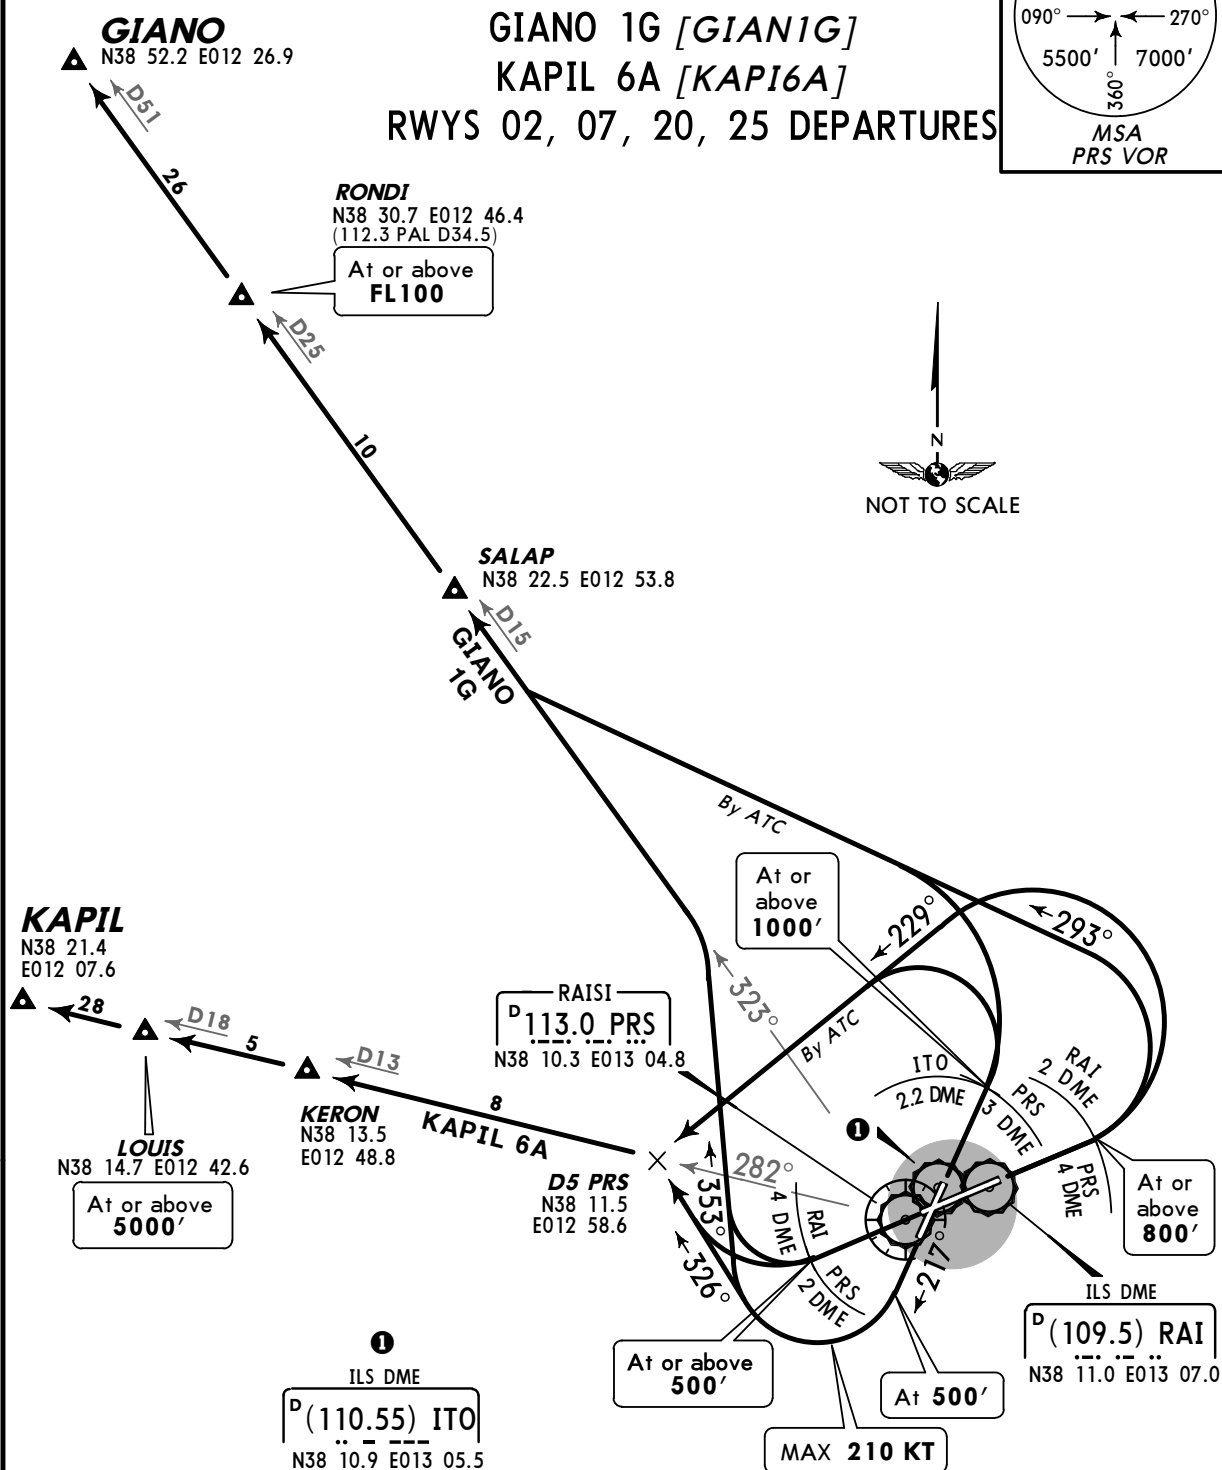 GIANO 1G [GIAN1G]
KAPIL 6A [KAPI6A]
RWYS 02, 07, 20, 25 DEPARTURES
090° 270°
5500' 7000'
360°
MSA
PRS VOR
GIANO
N38 52.2 E012 26.9
D51
26
RONDI
N38 30.7 E012 46.4
(112.3 PAL D34.5)
At or above
FL100
D25
10
N
NOT TO SCALE
SALAP
N38 22.5 E012 53.8
D15
GIANO
1G
By ATC
At or
above
1000'
229°
293°
KAPIL
N38 21.4
E012 07.6
28
D18
5
D13
8
KAPIL 6A
LOUIS
N38 14.7 E012 42.6
At or above
5000'
KERON
N38 13.5
E012 48.8
RAISI
D 113.0 PRS
N38 10.3 E013 04.8
323°
By ATC
ITO
2.2 DME
PRS
3 DME
RAI
2 DME
PRS
4 DME
1
D5 PRS
N38 11.5
E012 58.6
282°
353°
326°
RAI
4 DME
PRS
2 DME
217°
At or
above
800'
ILS DME
D (109.5) RAI
N38 11.0 E013 07.0
At or above
500'
At 500'
MAX 210 KT
1
ILS DME
D (110.55) ITO
N38 10.9 E013 05.5